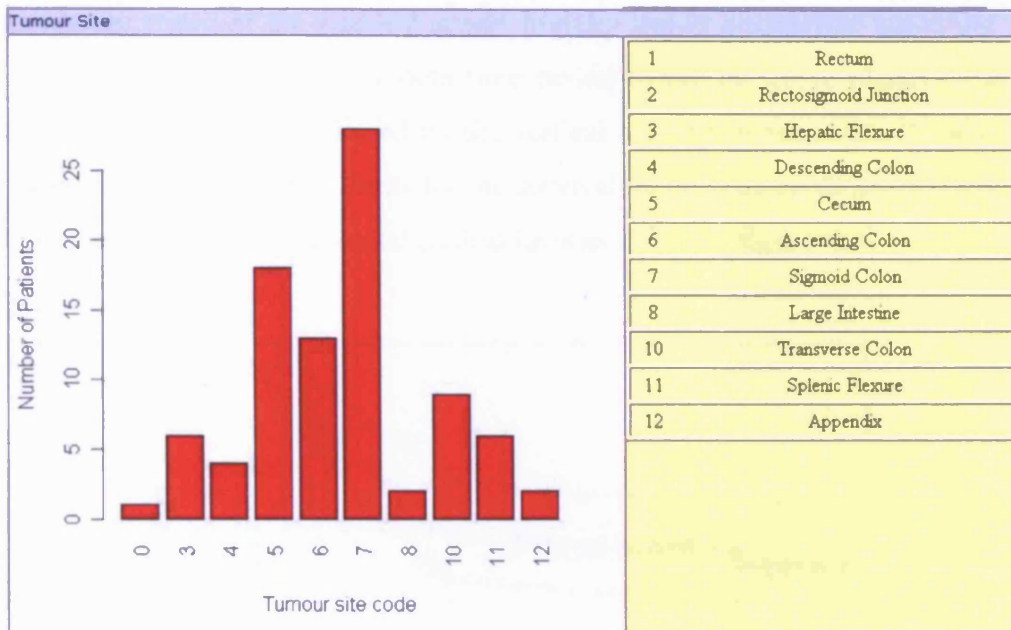 Tumour Site
Number of Patients
25
20
15
10
5
0
0 3 4 5 6 7 8 10 11 12
Tumour site code
1 Rectum
2 Rectosigmoid Junction
3 Hepatic Flexure
4 Descending Colon
5 Cecum
6 Ascending Colon
7 Sigmoid Colon
8 Large Intestine
10 Transverse Colon
11 Splenic Flexure
12 Appendix